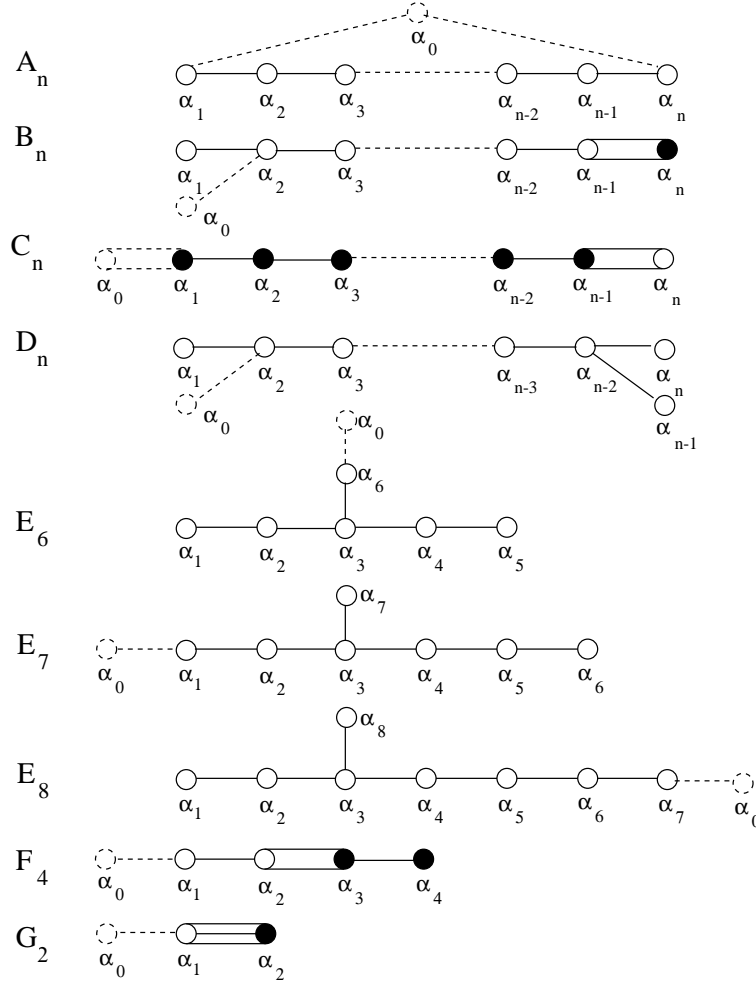 α₀
Aₙ
α₁ α₂ α₃ αₙ₋₂ αₙ₋₁ αₙ
Bₙ
α₁ α₂ α₃ αₙ₋₂ αₙ₋₁ αₙ
α₀
Cₙ
α₀ α₁ α₂ α₃ αₙ₋₂ αₙ₋₁ αₙ
Dₙ
α₁ α₂ α₃ αₙ₋₃ αₙ₋₂ αₙ
α₀ αₙ₋₁
α₀
α₆
E₆
α₁ α₂ α₃ α₄ α₅
α₇
E₇
α₀ α₁ α₂ α₃ α₄ α₅ α₆
α₈
E₈
α₁ α₂ α₃ α₄ α₅ α₆ α₇ α₀
F₄
α₀ α₁ α₂ α₃ α₄
G₂
α₀ α₁ α₂